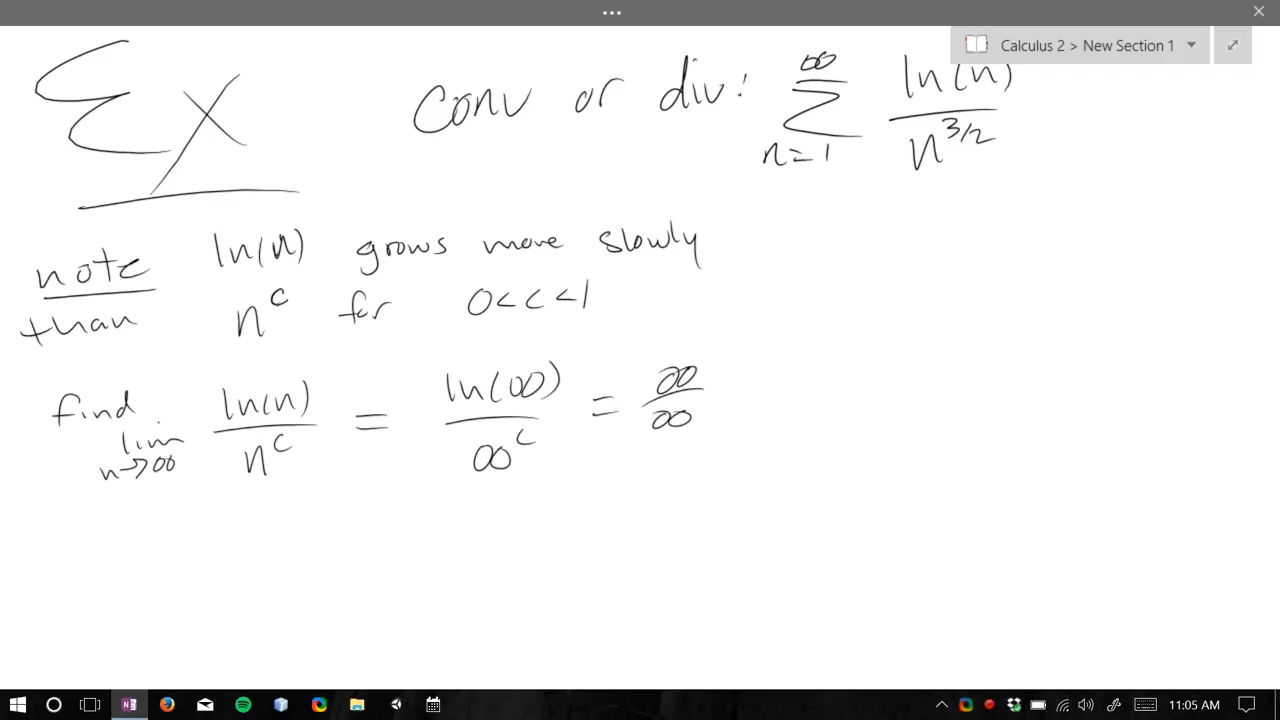 Calculus 2 > New Section 1
Ex Conv or div: ∞ Σ n=1 ln(n) / n^3/2
note ln(n) grows more slowly
than n^c for 0<c<1
find lim n→∞ ln(n) / n^c = ln(∞) / ∞^c = ∞ / ∞
11:05 AM